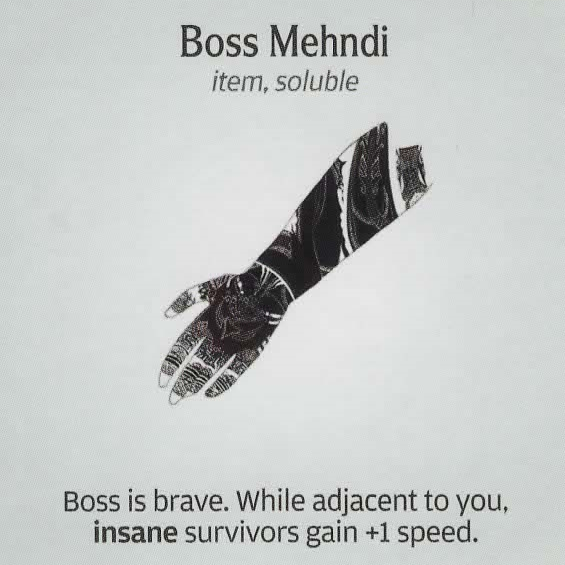 Boss Mehndi
item, soluble
Boss is brave. While adjacent to you,
insane survivors gain +1 speed.